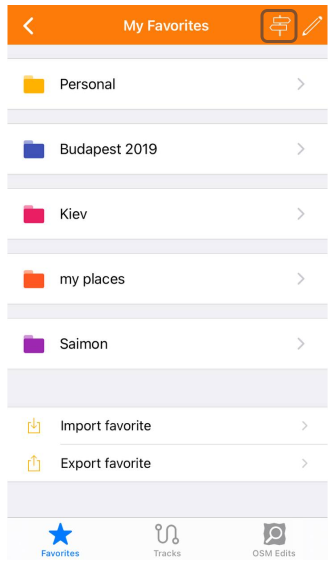 My Favorites
Personal
Budapest 2019
Kiev
my places
Saimon
Import favorite
Export favorite
Favorites
Tracks
OSM Edits